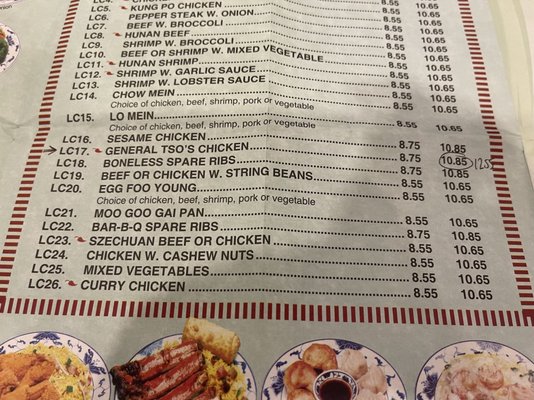 LC5. KUNG PO CHICKEN 8.55 10.65
LC6. PEPPER STEAK W. ONION 8.55 10.65
LC7. BEEF W. BROCCOLI 8.55 10.65
LC8. HUNAN BEEF 8.55 10.65
LC9. SHRIMP W. BROCCOLI 8.55 10.65
LC10. BEEF OR SHRIMP W. MIXED VEGETABLE 8.55 10.65
LC11. HUNAN SHRIMP 8.55 10.65
LC12. SHRIMP W. GARLIC SAUCE 8.55 10.65
LC13. SHRIMP W. LOBSTER SAUCE 8.55 10.65
LC14. CHOW MEIN 8.55 10.65
Choice of chicken, beef, shrimp, pork or vegetable
LC15. LO MEIN 8.55 10.65
Choice of chicken, beef, shrimp, pork or vegetable
LC16. SESAME CHICKEN 8.75 10.85
LC17. GENERAL TSO'S CHICKEN 8.75 10.85 1255
LC18. BONELESS SPARE RIBS 8.75 10.85
LC19. BEEF OR CHICKEN W. STRING BEANS 8.55 10.65
LC20. EGG FOO YOUNG 8.55 10.65
Choice of chicken, beef, shrimp, pork or vegetable
LC21. MOO GOO GAI PAN 8.55 10.65
LC22. BAR-B-Q SPARE RIBS 8.75 10.85
LC23. SZECHUAN BEEF OR CHICKEN 8.55 10.65
LC24. CHICKEN W. CASHEW NUTS 8.55 10.65
LC25. MIXED VEGETABLES 8.55 10.65
LC26. CURRY CHICKEN 8.55 10.65